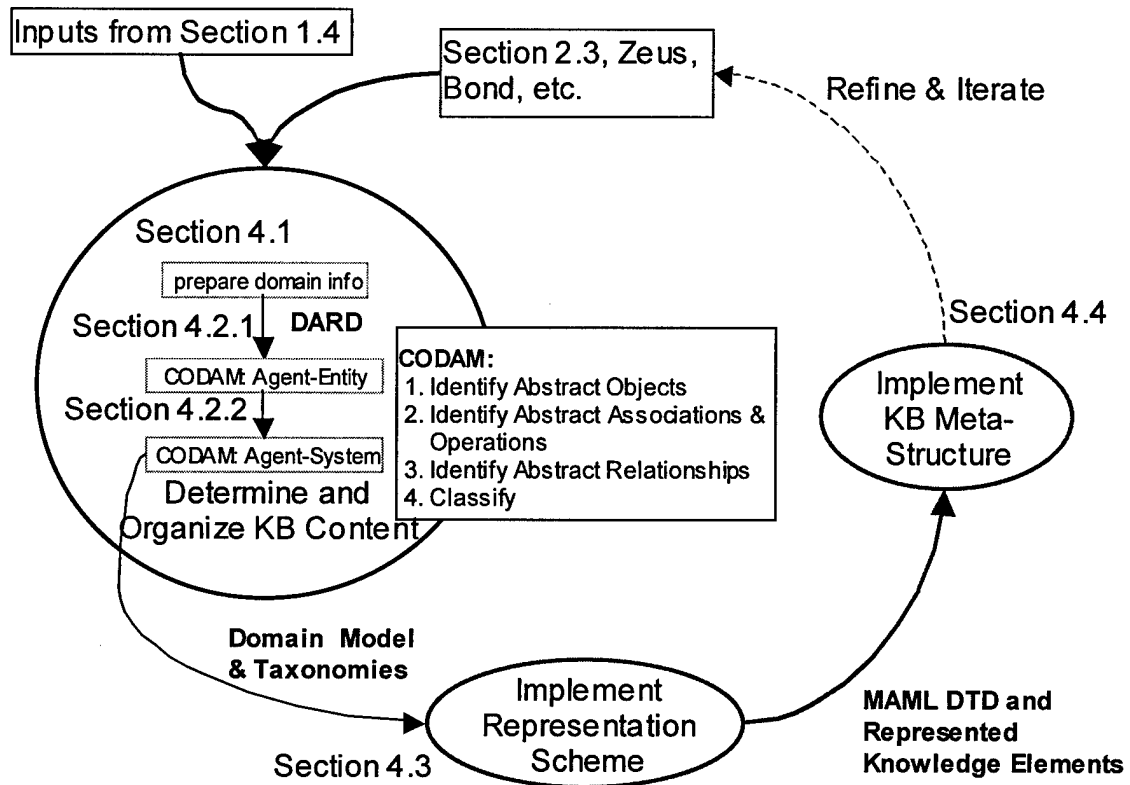 Inputs from Section 1.4
Section 2.3, Zeus,
Bond, etc.
Refine & Iterate
Section 4.1
prepare domain info
Section 4.2.1
DARD
CODAM: Agent-Entity
Section 4.2.2
CODAM: Agent-System
Determine and
Organize KB Content
CODAM:
1. Identify Abstract Objects
2. Identify Abstract Associations &
Operations
3. Identify Abstract Relationships
4. Classify
Section 4.4
Implement
KB Meta-
Structure
Domain Model
& Taxonomies
Implement
Representation
Scheme
Section 4.3
MAML DTD and
Represented
Knowledge Elements